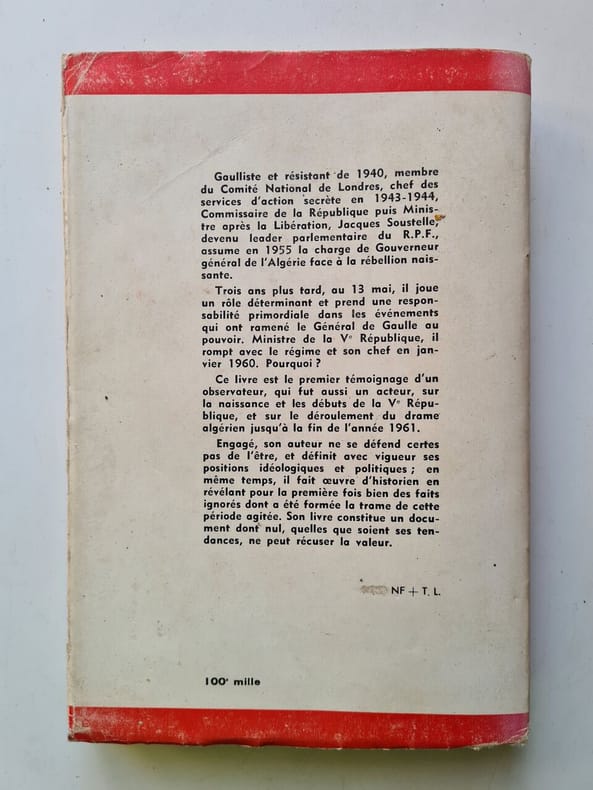 Gaulliste et résistant de 1940, membre
du Comité National de Londres, chef des
services d'action secrète en 1943-1944,
Commissaire de la République puis Minis-
tre après la Libération, Jacques Soustelle,
devenu leader parlementaire du R.P.F.,
assume en 1955 la charge de Gouverneur
général de l'Algérie face à la rébellion nais-
sante.
Trois ans plus tard, au 13 mai, il joue
un rôle déterminant et prend une respon-
sabilité primordiale dans les événements
qui ont ramené le Général de Gaulle au
pouvoir. Ministre de la Vᵉ République, il
rompt avec le régime et son chef en jan-
vier 1960. Pourquoi ?
Ce livre est le premier témoignage d'un
observateur, qui fut aussi un acteur, sur
la naissance et les débuts de la Vᵉ Répu-
blique, et sur le déroulement du drame
algérien jusqu'à la fin de l'année 1961.
Engagé, son auteur ne se défend certes
pas de l'être, et définit avec vigueur ses
positions idéologiques et politiques ; en
même temps, il fait œuvre d'historien en
révélant pour la première fois bien des faits
ignorés dont a été formée la trame de cette
période agitée. Son livre constitue un docu-
ment dont nul, quelles que soient ses ten-
dances, ne peut récuser la valeur.
NF + T. L.
100ᵉ mille